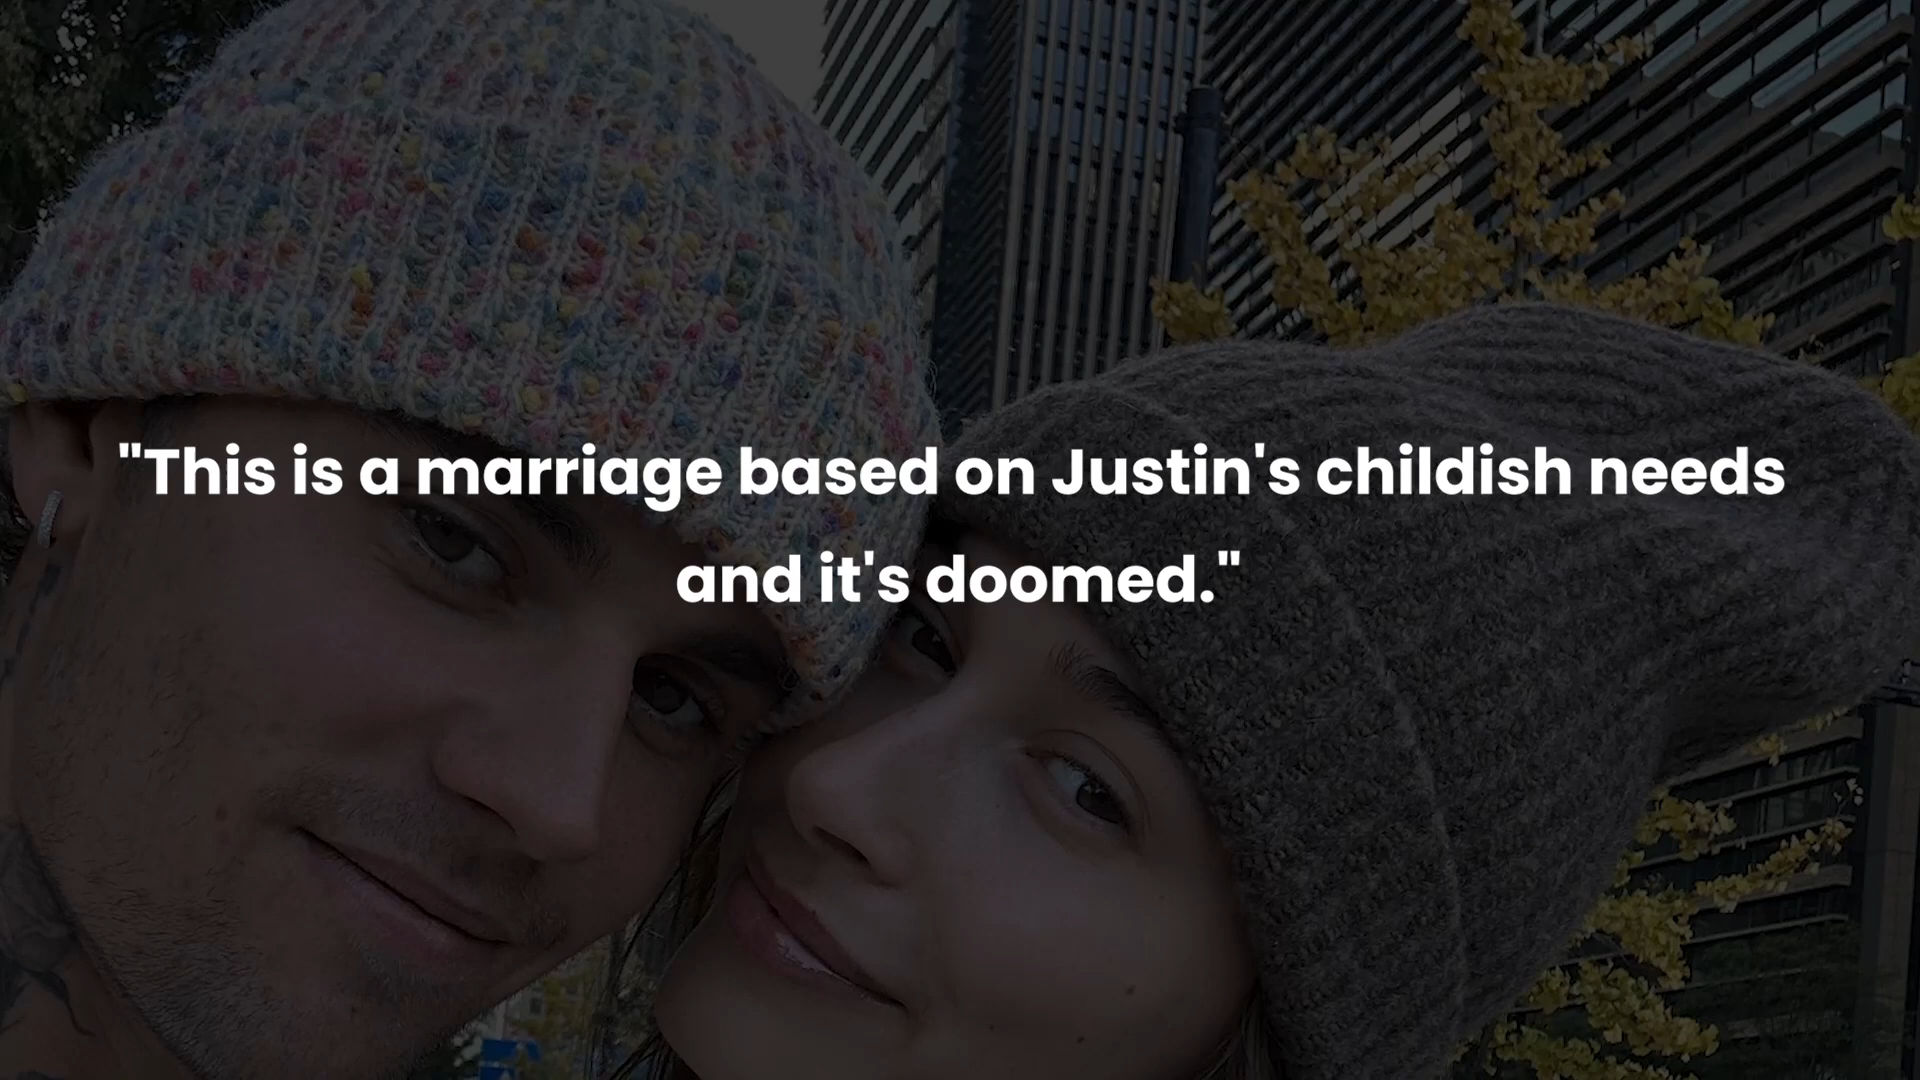 "This is a marriage based on Justin's childish needs
and it's doomed."